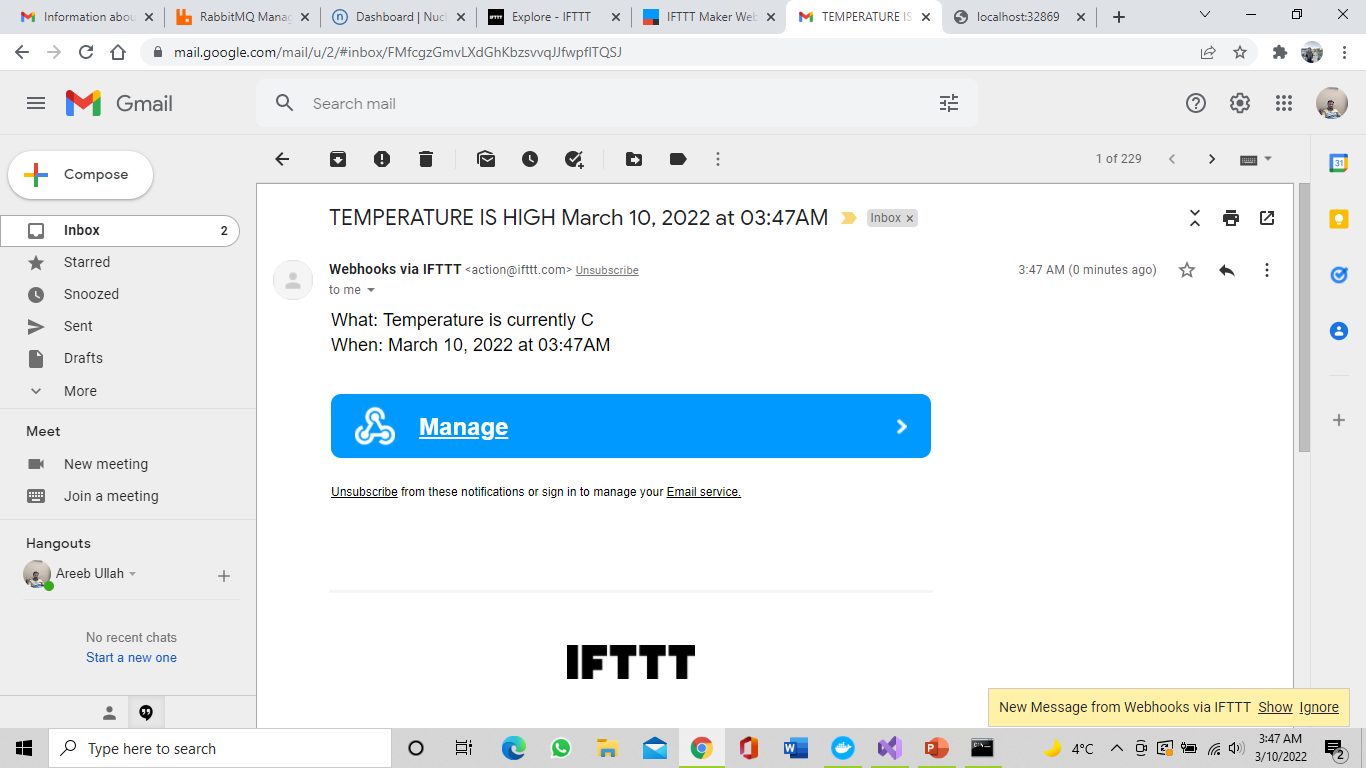 Information abou
RabbitMQ Manag
Dashboard | Nucl
IFTTT
Explore - IFTTT
IFTTT Maker Web
TEMPERATURE IS
localhost:32869
mail.google.com/mail/u/2/#inbox/FMfcgzGmvLXdGhKbzsvvqJJfwpflTQSJ
Gmail
Search mail
Compose
1 of 229
31
Inbox 2
Starred
Snoozed
Sent
Drafts
More
Meet
New meeting
Join a meeting
Hangouts
Areeb Ullah
No recent chats
Start a new one
TEMPERATURE IS HIGH March 10, 2022 at 03:47AM
Inbox ×
Webhooks via IFTTT <action@ifttt.com> Unsubscribe
3:47 AM (0 minutes ago)
to me
What: Temperature is currently C
When: March 10, 2022 at 03:47AM
Manage
Unsubscribe from these notifications or sign in to manage your Email service.
IFTTT
New Message from Webhooks via IFTTT Show Ignore
Type here to search
4°C
3:47 AM
3/10/2022
2